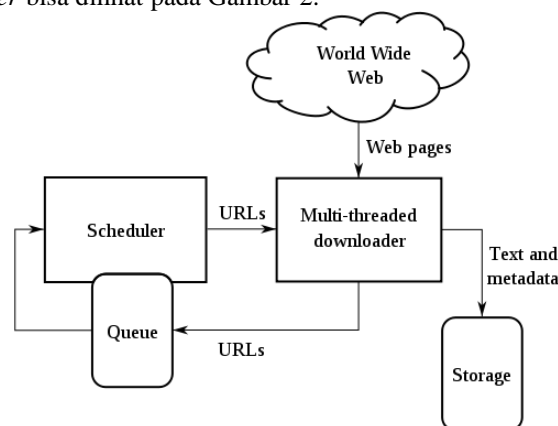 bisa dilihat pada Gambar 2.
World Wide
Web
Web pages
Scheduler
URLs
Multi-threaded
downloader
Text and
metadata
Queue
URLs
Storage